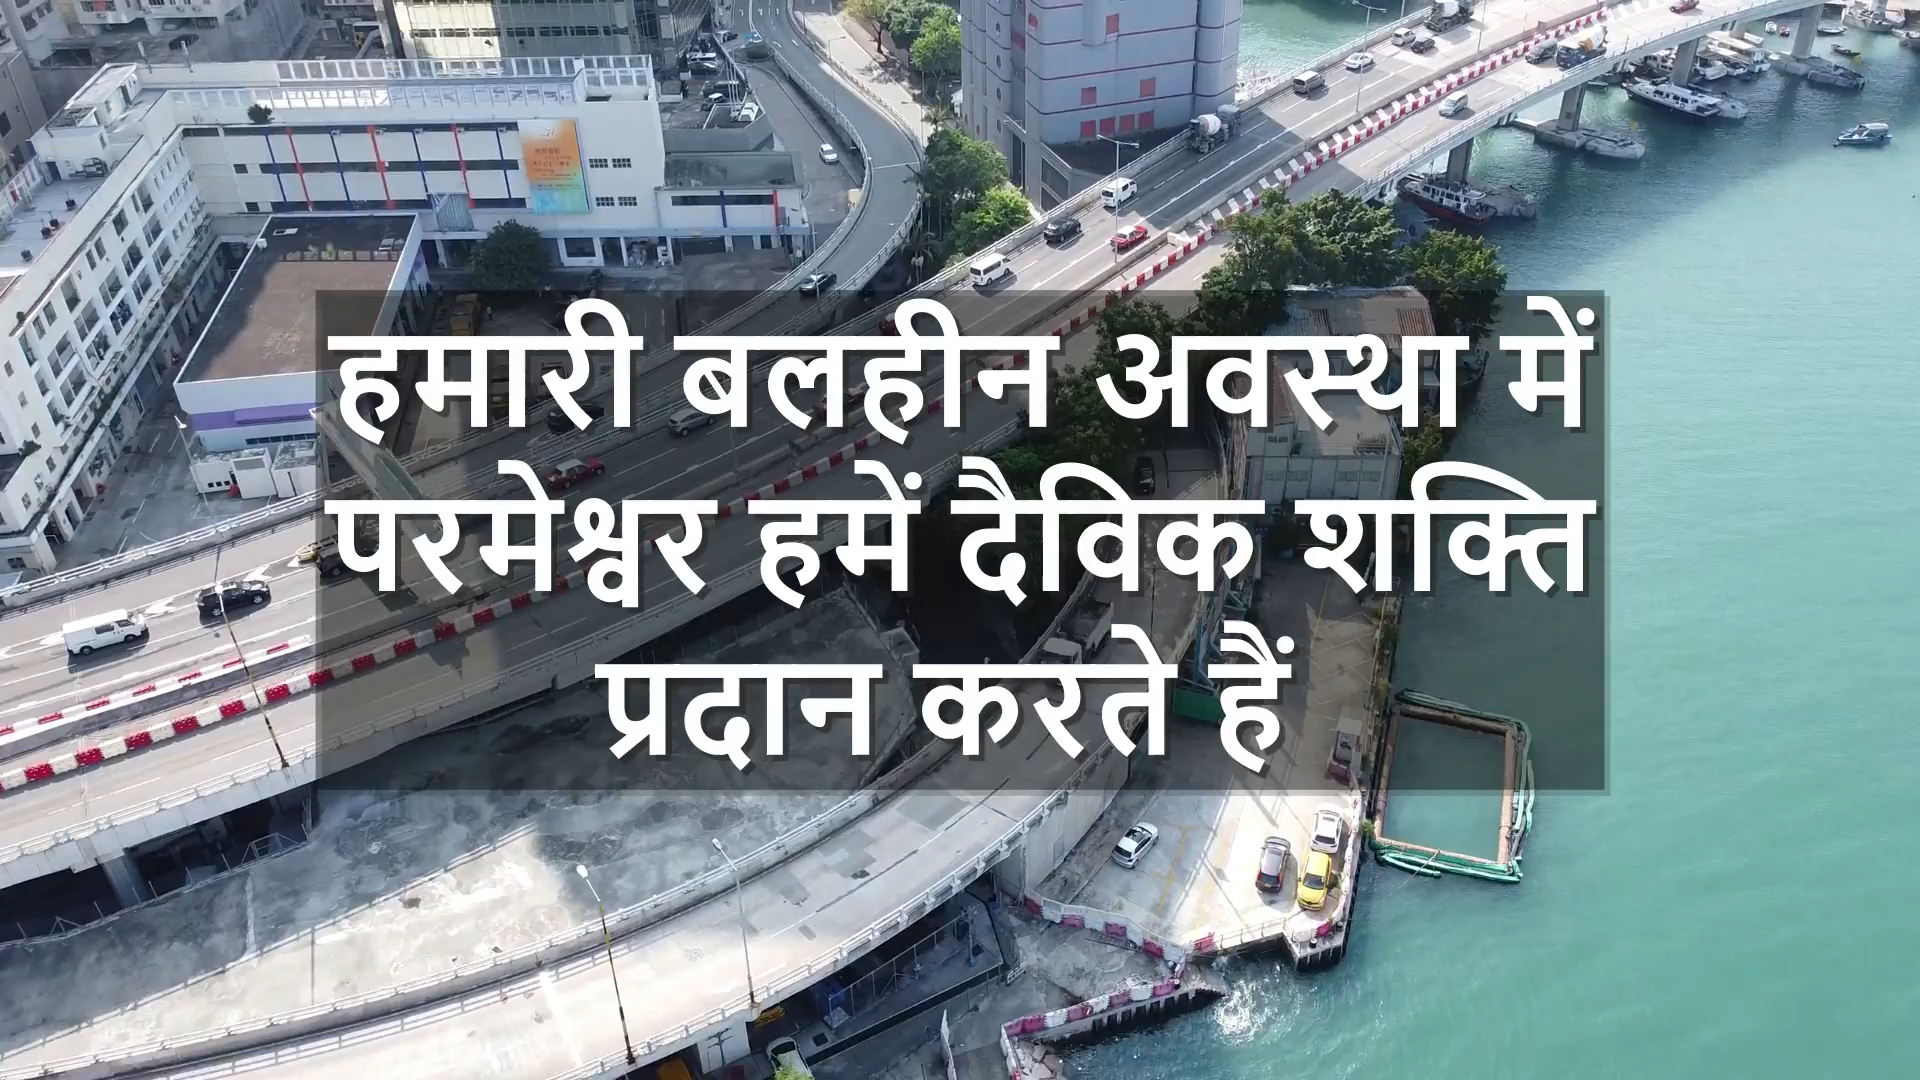 हमारी बलहीन अवस्था में
परमेश्वर हमें दैविक शक्ति
प्रदान करते हैं